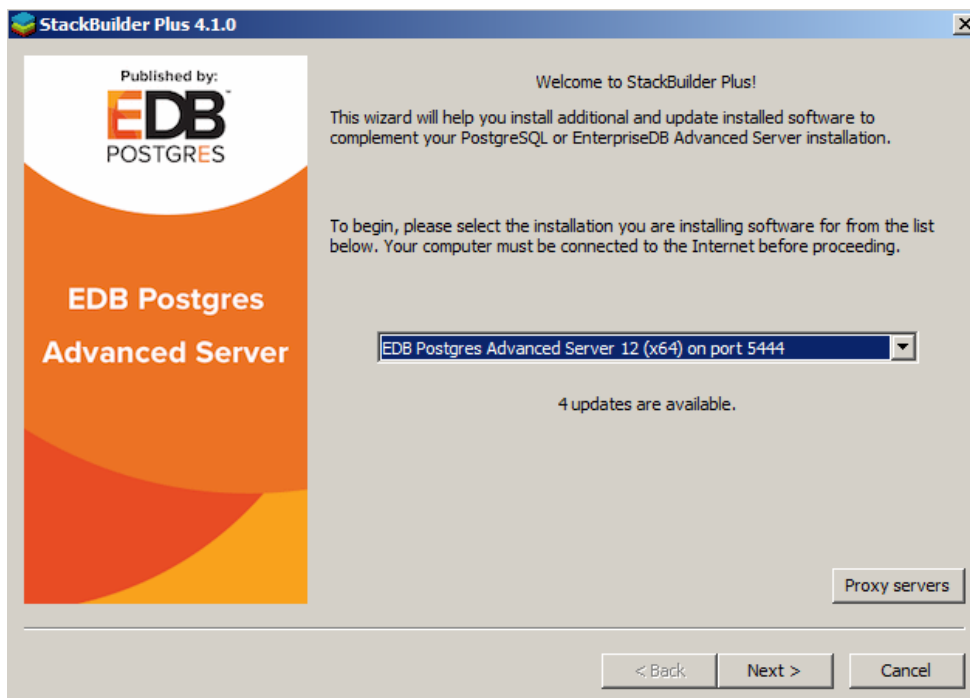 StackBuilder Plus 4.1.0
Published by:
EDB™
POSTGRES
EDB Postgres
Advanced Server
Welcome to StackBuilder Plus!
This wizard will help you install additional and update installed software to
complement your PostgreSQL or EnterpriseDB Advanced Server installation.
To begin, please select the installation you are installing software for from the list
below. Your computer must be connected to the Internet before proceeding.
EDB Postgres Advanced Server 12 (x64) on port 5444
4 updates are available.
Proxy servers
< Back
Next >
Cancel